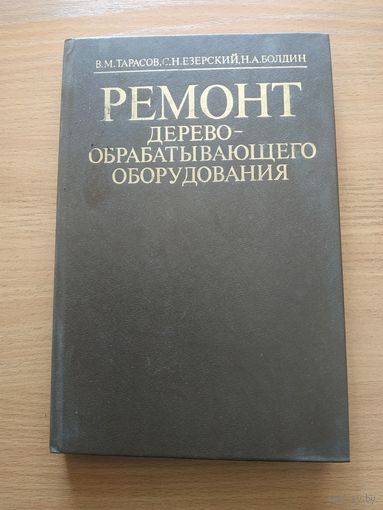 В.М.ТАРАСОВ,С.Н.ЕЗЕРСКИЙ,Н.А.БОЛДИН
РЕМОНТ
ДЕРЕВО-
ОБРАБАТЫВАЮЩЕГО
ОБОРУДОВАНИЯ